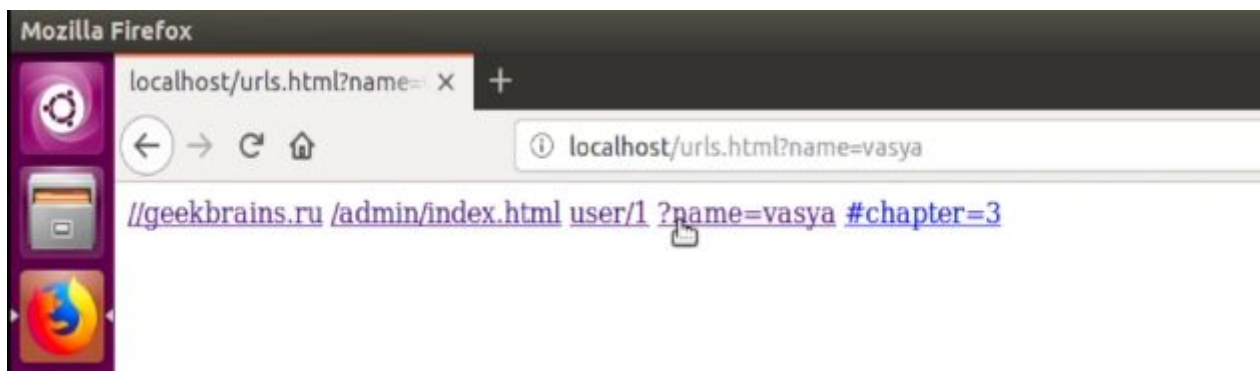 Mozilla Firefox
localhost/urls.html?name=
localhost/urls.html?name=vasya
//geekbrains.ru /admin/index.html user/1 ?name=vasya #chapter=3